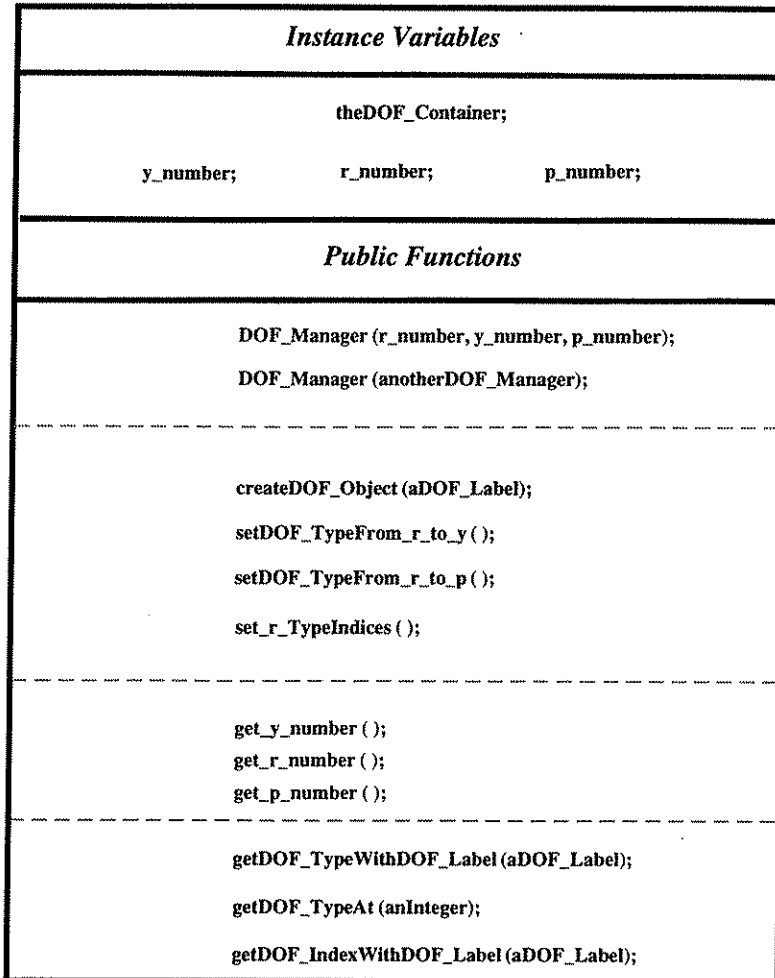 Instance Variables
theDOF_Container;
y_number; r_number; p_number;
Public Functions
DOF_Manager (r_number, y_number, p_number);
DOF_Manager (anotherDOF_Manager);
createDOF_Object (aDOF_Label);
setDOF_TypeFrom_r_to_y ( );
setDOF_TypeFrom_r_to_p ( );
set_r_TypeIndices ( );
get_y_number ( );
get_r_number ( );
get_p_number ( );
getDOF_TypeWithDOF_Label (aDOF_Label);
getDOF_TypeAt (anInteger);
getDOF_IndexWithDOF_Label (aDOF_Label);